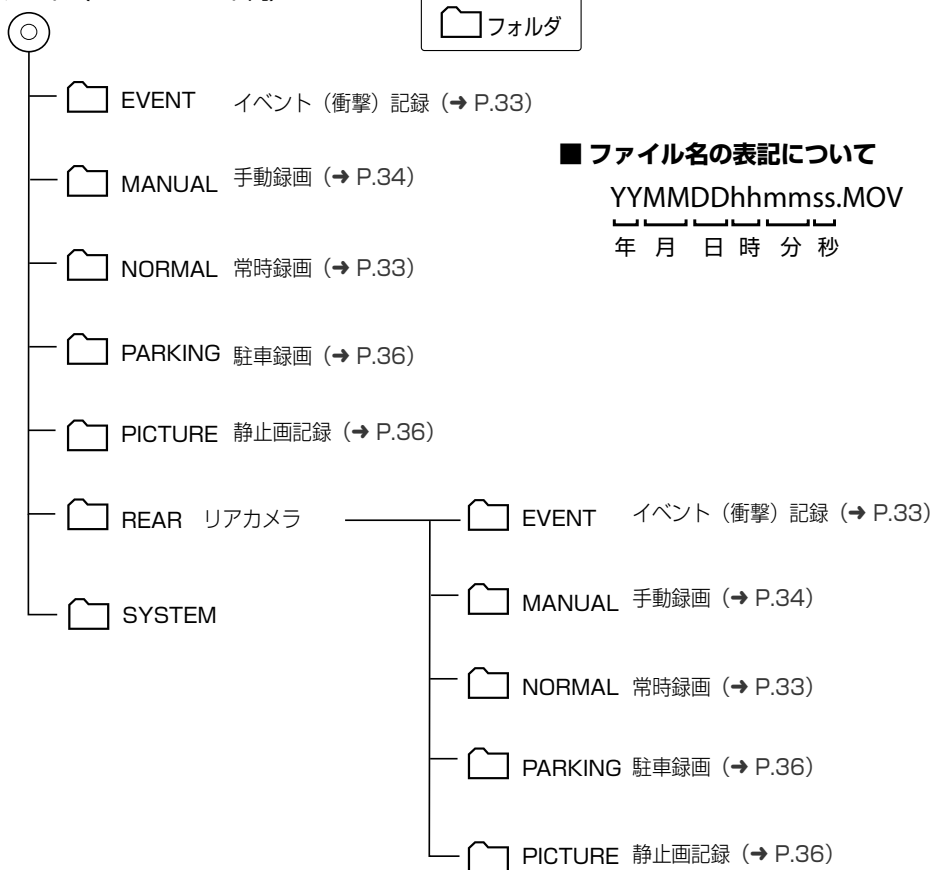 フォルダ
EVENT イベント（衝撃）記録（➜ P.33）
MANUAL 手動録画（➜ P.34）
NORMAL 常時録画（➜ P.33）
PARKING 駐車録画（➜ P.36）
PICTURE 静止画記録（➜ P.36）
REAR リアカメラ
SYSTEM
■ ファイル名の表記について
YYMMDDhhmmss.MOV
年 月 日 時 分 秒
EVENT イベント（衝撃）記録（➜ P.33）
MANUAL 手動録画（➜ P.34）
NORMAL 常時録画（➜ P.33）
PARKING 駐車録画（➜ P.36）
PICTURE 静止画記録（➜ P.36）